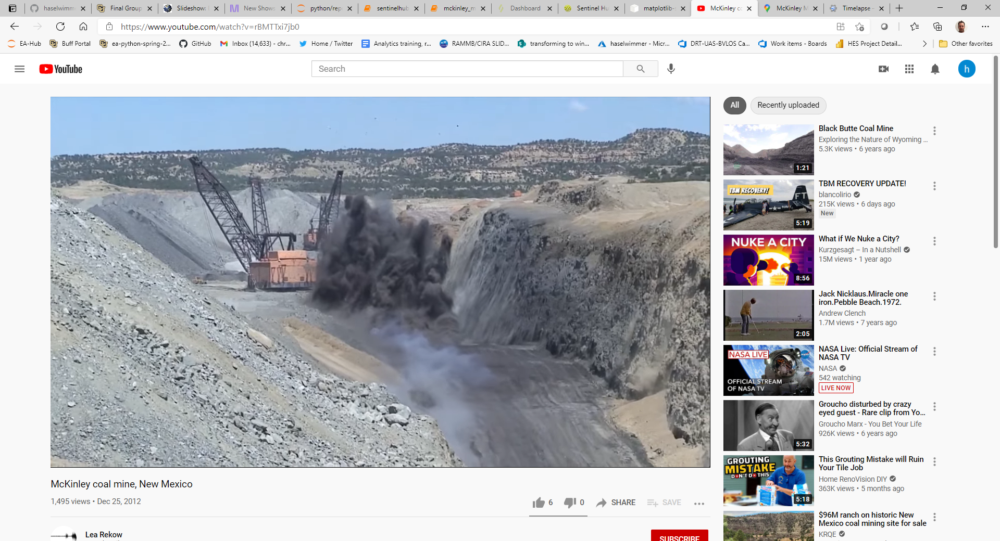 haselwimm
Final Group
Slideshow:
New Shows
python/rep
sentinelhub
mckinley_m
Dashboard
Sentinel Hu
matplotlib-
McKinley co
McKinley M
Timelapse -
https://www.youtube.com/watch?v=rBMTTxi7jb0
EA-Hub
Buff Portal
ea-python-spring-2...
GitHub
Inbox (14,633) - chr...
Home / Twitter
Analytics training, r...
RAMMB/CIRA SLID...
transforming to win...
haselwimmer - Micr...
DRT-UAS-BVLOS Ca...
Work items - Boards
HES Project Detail...
Other favorites
YouTube
Search
h
All
Recently uploaded
Black Butte Coal Mine
Exploring the Nature of Wyoming ...
5.3K views • 6 years ago
1:21
TBM RECOVERY!
FT
NAVY
5:19
TBM RECOVERY UPDATE!
blancolirio
215K views • 6 days ago
New
NUKE A CITY
8:56
What if We Nuke a City?
Kurzgesagt – In a Nutshell
15M views • 1 year ago
2:05
Jack Nicklaus.Miracle one
iron.Pebble Beach.1972.
Andrew Clench
1.7M views • 7 years ago
NASA LIVE
OFFICIAL STREAM
OF NASA TV
NASA Live: Official Stream of
NASA TV
NASA
542 watching
LIVE NOW
5:32
Groucho disturbed by crazy
eyed guest - Rare clip from Yo...
Groucho Marx - You Bet Your Life
926K views • 6 years ago
GROUTING
MISTAKE
DON'T DO THIS
5:18
This Grouting Mistake will Ruin
Your Tile Job
Home RenoVision DIY
363K views • 5 months ago
$96M ranch on historic New
Mexico coal mining site for sale
KRQE
McKinley coal mine, New Mexico
1,495 views • Dec 25, 2012
6
0
SHARE
SAVE
Lea Rekow
SUBSCRIBE